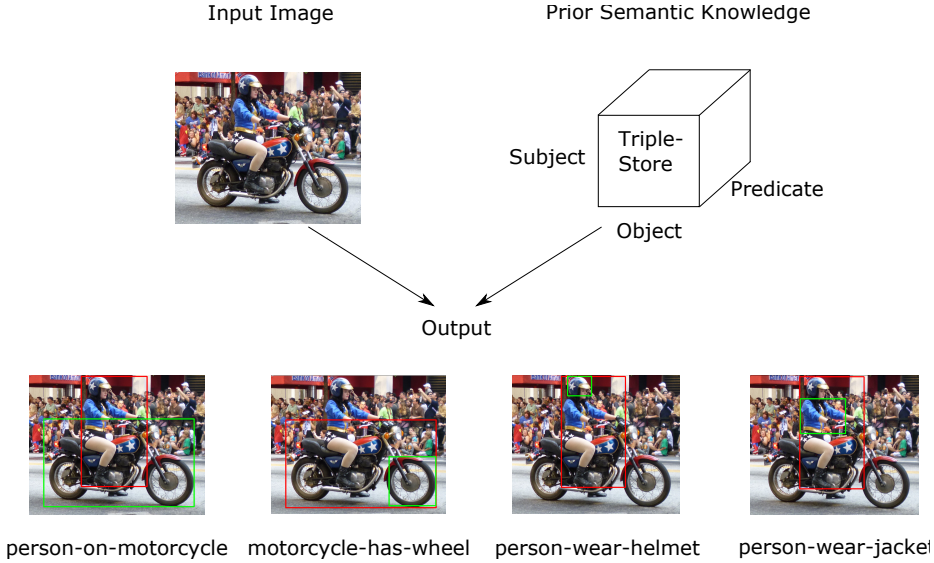 Input Image
Prior Semantic Knowledge
Triple-
Store
Subject
Predicate
Object
Output
person-on-motorcycle
motorcycle-has-wheel
person-wear-helmet
person-wear-jacket